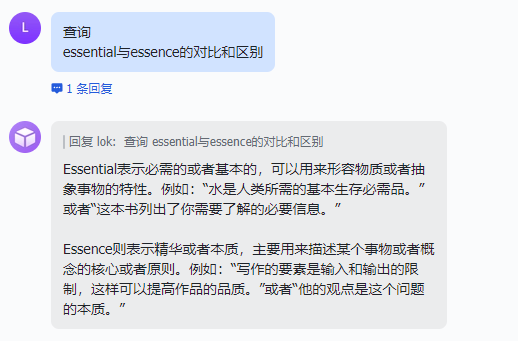 L
查询
essential与essence的对比和区别
1 条回复
回复 lok: 查询 essential与essence的对比和区别
Essential表示必需的或者基本的，可以用来形容物质或者抽
象事物的特性。例如：“水是人类所需的基本生存必需品。”
或者“这本书列出了你需要了解的必要信息。”
Essence则表示精华或者本质，主要用来描述某个事物或者概
念的核心或者原则。例如：“写作的要素是输入和输出的限
制，这样可以提高作品的品质。”或者“他的观点是这个问题
的本质。”